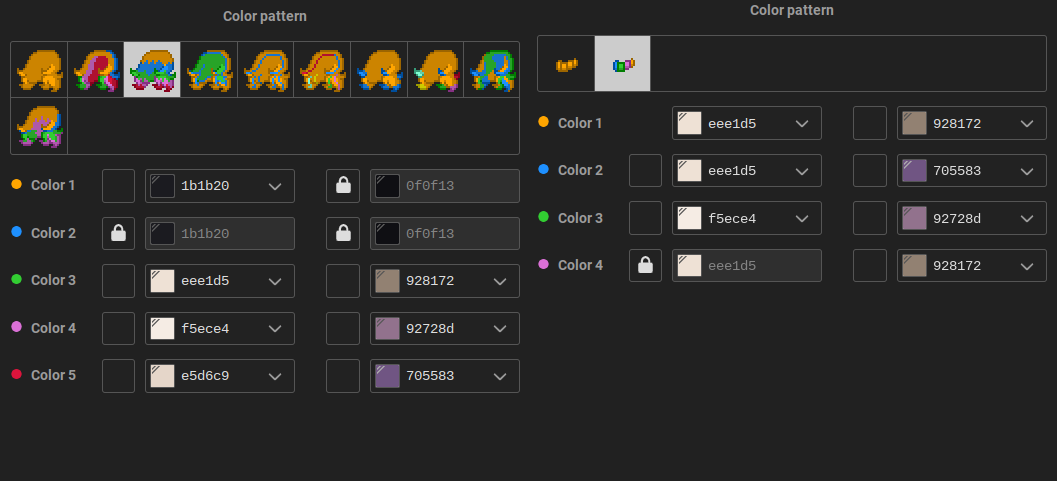 Color pattern
Color 1 1b1b20 0f0f13
Color 2 1b1b20 0f0f13
Color 3 eee1d5 928172
Color 4 f5ece4 92728d
Color 5 e5d6c9 705583
Color pattern
Color 1 eee1d5 928172
Color 2 eee1d5 705583
Color 3 f5ece4 92728d
Color 4 eee1d5 928172